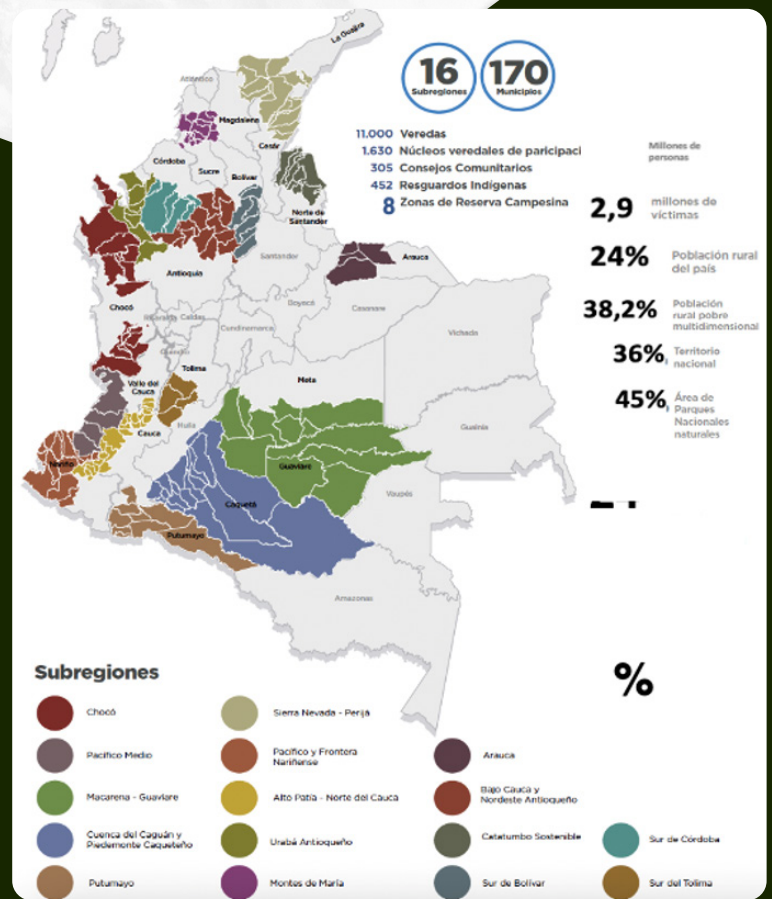 La Guajira
16
Subregiones
170
Municipios
Atlántico
Magdalena
Cesár
11.000 Veredas
1.630 Núcleos veredales de paricipaci
305 Consejos Comunitarios
452 Resguardos Indígenas
8 Zonas de Reserva Campesina
Millones de
personas
2,9 millones de
víctimas
24% Población rural
del país
38,2% Población
rural pobre
multidimensional
36% Territorio
nacional
45% Área de
Parques
Nacionales
naturales
Córdoba
Sucre
Bolívar
Norte de
Santander
Santander
Antioquia
Arauca
Chocó
Risaralda
Caldas
Boyacó
Casanare
Cundinamarca
Vichada
Quindío
Tolima
Valle del
Cauca
Meta
Cauca
Huila
Guainía
Nariño
Guaviare
Vaupés
Caquetá
Putumayo
Amazonas
%
Subregiones
Chocó
Sierra Nevada - Perijá
Pacífico Medio
Pacífico y Frontera
Nariñense
Arauca
Macarena - Guaviare
Alto Patía - Norte del Cauca
Bajo Cauca y
Nordeste Antioqueño
Cuenca del Caguán y
Piedemonte Caqueteño
Urabá Antioqueño
Catatumbo Sostenible
Sur de Córdoba
Putumayo
Montes de María
Sur de Bolívar
Sur del Tolima